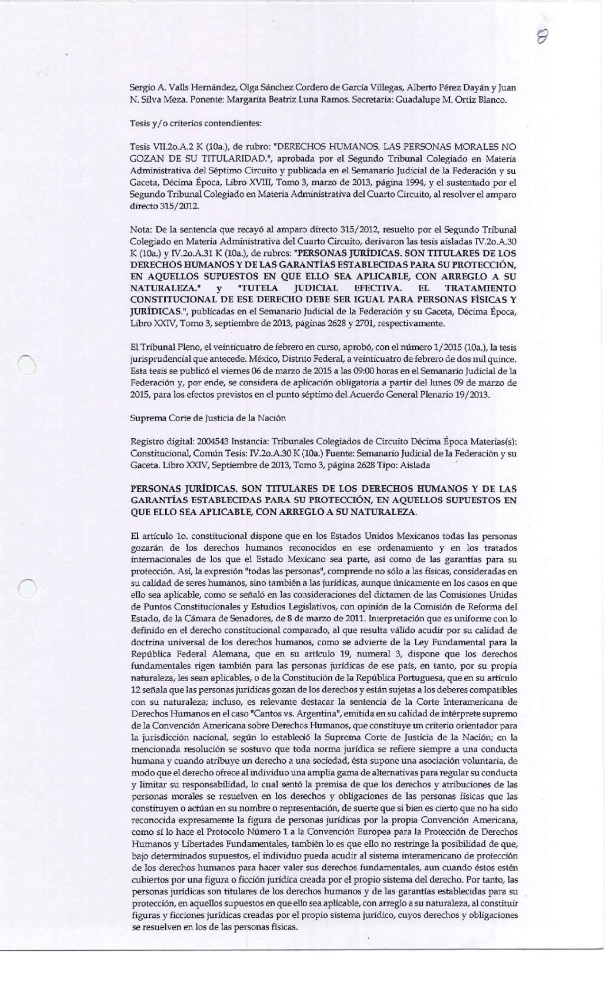 8
Sergio A. Valls Hernández, Olga Sánchez Cordero de García Villegas, Alberto Pérez Dayán y Juan
N. Silva Meza. Ponente: Margarita Beatriz Luna Ramos. Secretaria: Guadalupe M. Ortiz Blanco.
Tesis y/o criterios contendientes:
Tesis VII.2o.A.2 K (10a.), de rubro: "DERECHOS HUMANOS. LAS PERSONAS MORALES NO
GOZAN DE SU TITULARIDAD.", aprobada por el Segundo Tribunal Colegiado en Materia
Administrativa del Séptimo Circuito y publicada en el Semanario Judicial de la Federación y su
Gaceta, Décima Época, Libro XVIII, Tomo 3, marzo de 2013, página 1994, y el sustentado por el
Segundo Tribunal Colegiado en Materia Administrativa del Cuarto Circuito, al resolver el amparo
directo 315/2012.
Nota: De la sentencia que recayó al amparo directo 315/2012, resuelto por el Segundo Tribunal
Colegiado en Materia Administrativa del Cuarto Circuito, derivaron las tesis aisladas IV.2o.A.30
K (10a.) y IV.2o.A.31 K (10a.), de rubros: "PERSONAS JURÍDICAS. SON TITULARES DE LOS
DERECHOS HUMANOS Y DE LAS GARANTÍAS ESTABLECIDAS PARA SU PROTECCIÓN,
EN AQUELLOS SUPUESTOS EN QUE ELLO SEA APLICABLE, CON ARREGLO A SU
NATURALEZA." y "TUTELA JUDICIAL EFECTIVA. EL TRATAMIENTO
CONSTITUCIONAL DE ESE DERECHO DEBE SER IGUAL PARA PERSONAS FÍSICAS Y
JURÍDICAS.", publicadas en el Semanario Judicial de la Federación y su Gaceta, Décima Época,
Libro XXIV, Tomo 3, septiembre de 2013, páginas 2628 y 2701, respectivamente.
El Tribunal Pleno, el veinticuatro de febrero en curso, aprobó, con el número 1/2015 (10a.), la tesis
jurisprudencial que antecede. México, Distrito Federal, a veinticuatro de febrero de dos mil quince.
Esta tesis se publicó el viernes 06 de marzo de 2015 a las 09:00 horas en el Semanario Judicial de la
Federación y, por ende, se considera de aplicación obligatoria a partir del lunes 09 de marzo de
2015, para los efectos previstos en el punto séptimo del Acuerdo General Plenario 19/2013.
Suprema Corte de Justicia de la Nación
Registro digital: 2004543 Instancia: Tribunales Colegiados de Circuito Décima Época Materias(s):
Constitucional, Común Tesis: IV.2o.A.30 K (10a.) Fuente: Semanario Judicial de la Federación y su
Gaceta. Libro XXIV, Septiembre de 2013, Tomo 3, página 2628 Tipo: Aislada
PERSONAS JURÍDICAS. SON TITULARES DE LOS DERECHOS HUMANOS Y DE LAS
GARANTÍAS ESTABLECIDAS PARA SU PROTECCIÓN, EN AQUELLOS SUPUESTOS EN
QUE ELLO SEA APLICABLE, CON ARREGLO A SU NATURALEZA.
El artículo 1o. constitucional dispone que en los Estados Unidos Mexicanos todas las personas
gozarán de los derechos humanos reconocidos en ese ordenamiento y en los tratados
internacionales de los que el Estado Mexicano sea parte, así como de las garantías para su
protección. Así, la expresión "todas las personas", comprende no sólo a las físicas, consideradas en
su calidad de seres humanos, sino también a las jurídicas, aunque únicamente en los casos en que
ello sea aplicable, como se señaló en las consideraciones del dictamen de las Comisiones Unidas
de Puntos Constitucionales y Estudios Legislativos, con opinión de la Comisión de Reforma del
Estado, de la Cámara de Senadores, de 8 de marzo de 2011. Interpretación que es uniforme con lo
definido en el derecho constitucional comparado, al que resulta válido acudir por su calidad de
doctrina universal de los derechos humanos, como se advierte de la Ley Fundamental para la
República Federal Alemana, que en su artículo 19, numeral 3, dispone que los derechos
fundamentales rigen también para las personas jurídicas de ese país, en tanto, por su propia
naturaleza, les sean aplicables, o de la Constitución de la República Portuguesa, que en su artículo
12 señala que las personas jurídicas gozan de los derechos y están sujetas a los deberes compatibles
con su naturaleza; incluso, es relevante destacar la sentencia de la Corte Interamericana de
Derechos Humanos en el caso "Cantos vs. Argentina", emitida en su calidad de intérprete supremo
de la Convención Americana sobre Derechos Humanos, que constituye un criterio orientador para
la jurisdicción nacional, según lo estableció la Suprema Corte de Justicia de la Nación; en la
mencionada resolución se sostuvo que toda norma jurídica se refiere siempre a una conducta
humana y cuando atribuye un derecho a una sociedad, ésta supone una asociación voluntaria, de
modo que el derecho ofrece al individuo una amplia gama de alternativas para regular su conducta
y limitar su responsabilidad, lo cual sentó la premisa de que los derechos y atribuciones de las
personas morales se resuelven en los derechos y obligaciones de las personas físicas que las
constituyen o actúan en su nombre o representación, de suerte que si bien es cierto que no ha sido
reconocida expresamente la figura de personas jurídicas por la propia Convención Americana,
como sí lo hace el Protocolo Número 1 a la Convención Europea para la Protección de Derechos
Humanos y Libertades Fundamentales, también lo es que ello no restringe la posibilidad de que,
bajo determinados supuestos, el individuo pueda acudir al sistema interamericano de protección
de los derechos humanos para hacer valer sus derechos fundamentales, aun cuando éstos estén
cubiertos por una figura o ficción jurídica creada por el propio sistema del derecho. Por tanto, las
personas jurídicas son titulares de los derechos humanos y de las garantías establecidas para su
protección, en aquellos supuestos en que ello sea aplicable, con arreglo a su naturaleza, al constituir
figuras y ficciones jurídicas creadas por el propio sistema jurídico, cuyos derechos y obligaciones
se resuelven en los de las personas físicas.